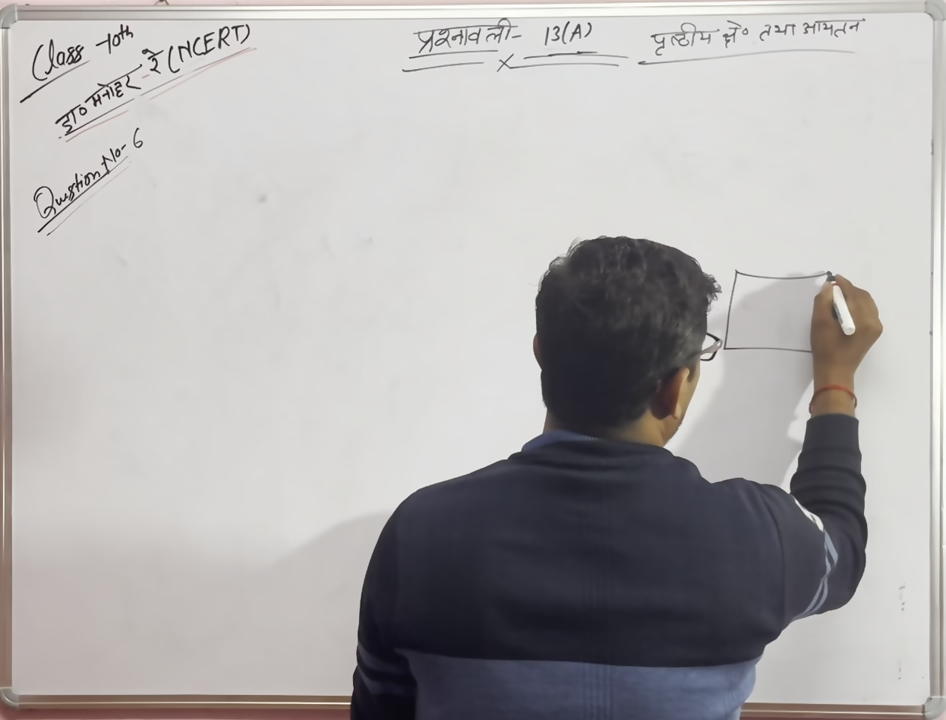 Class -10th
डा० मनोहर रे (NCERT)
Question No- 6
प्रश्नावली- 13(A)
पृष्ठीय क्षे० तथा आयतन